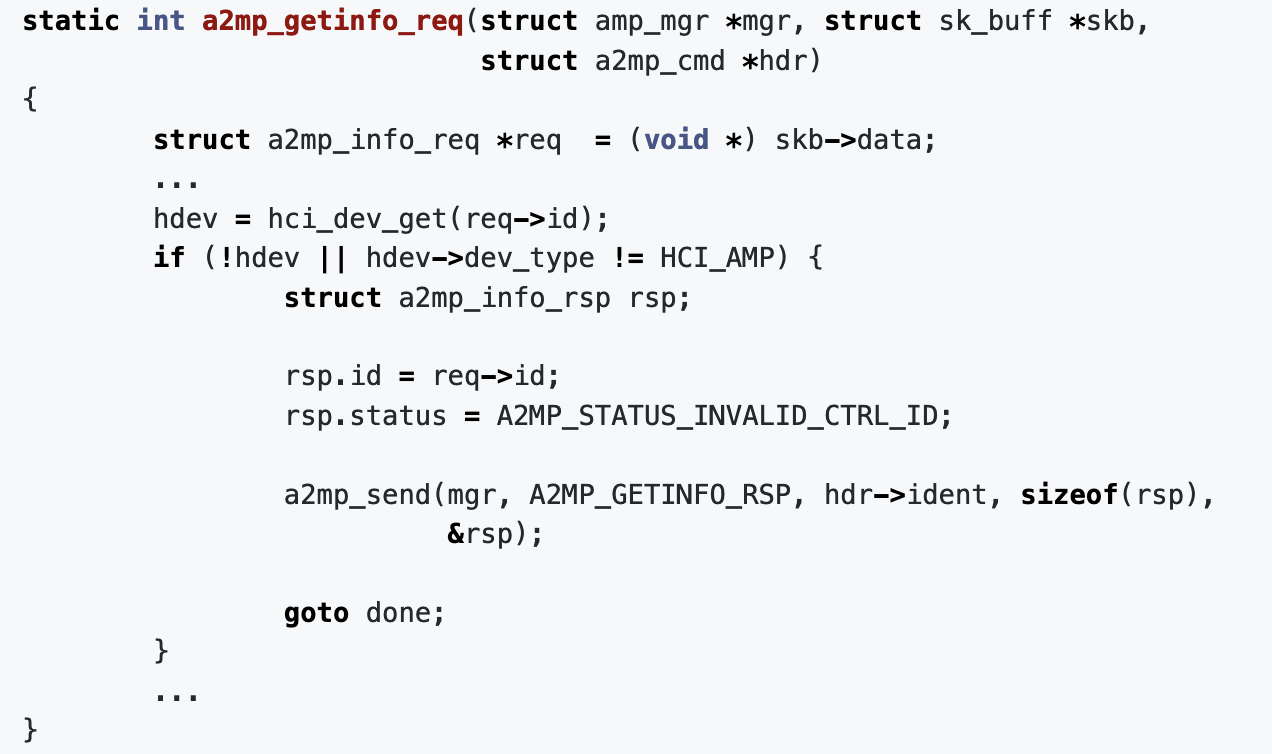 static int a2mp_getinfo_req(struct amp_mgr *mgr, struct sk_buff *skb,
                            struct a2mp_cmd *hdr)
{
        struct a2mp_info_req *req  = (void *) skb->data;
        ...
        hdev = hci_dev_get(req->id);
        if (!hdev || hdev->dev_type != HCI_AMP) {
                struct a2mp_info_rsp rsp;

                rsp.id = req->id;
                rsp.status = A2MP_STATUS_INVALID_CTRL_ID;

                a2mp_send(mgr, A2MP_GETINFO_RSP, hdr->ident, sizeof(rsp),
                          &rsp);

                goto done;
        }
        ...
}